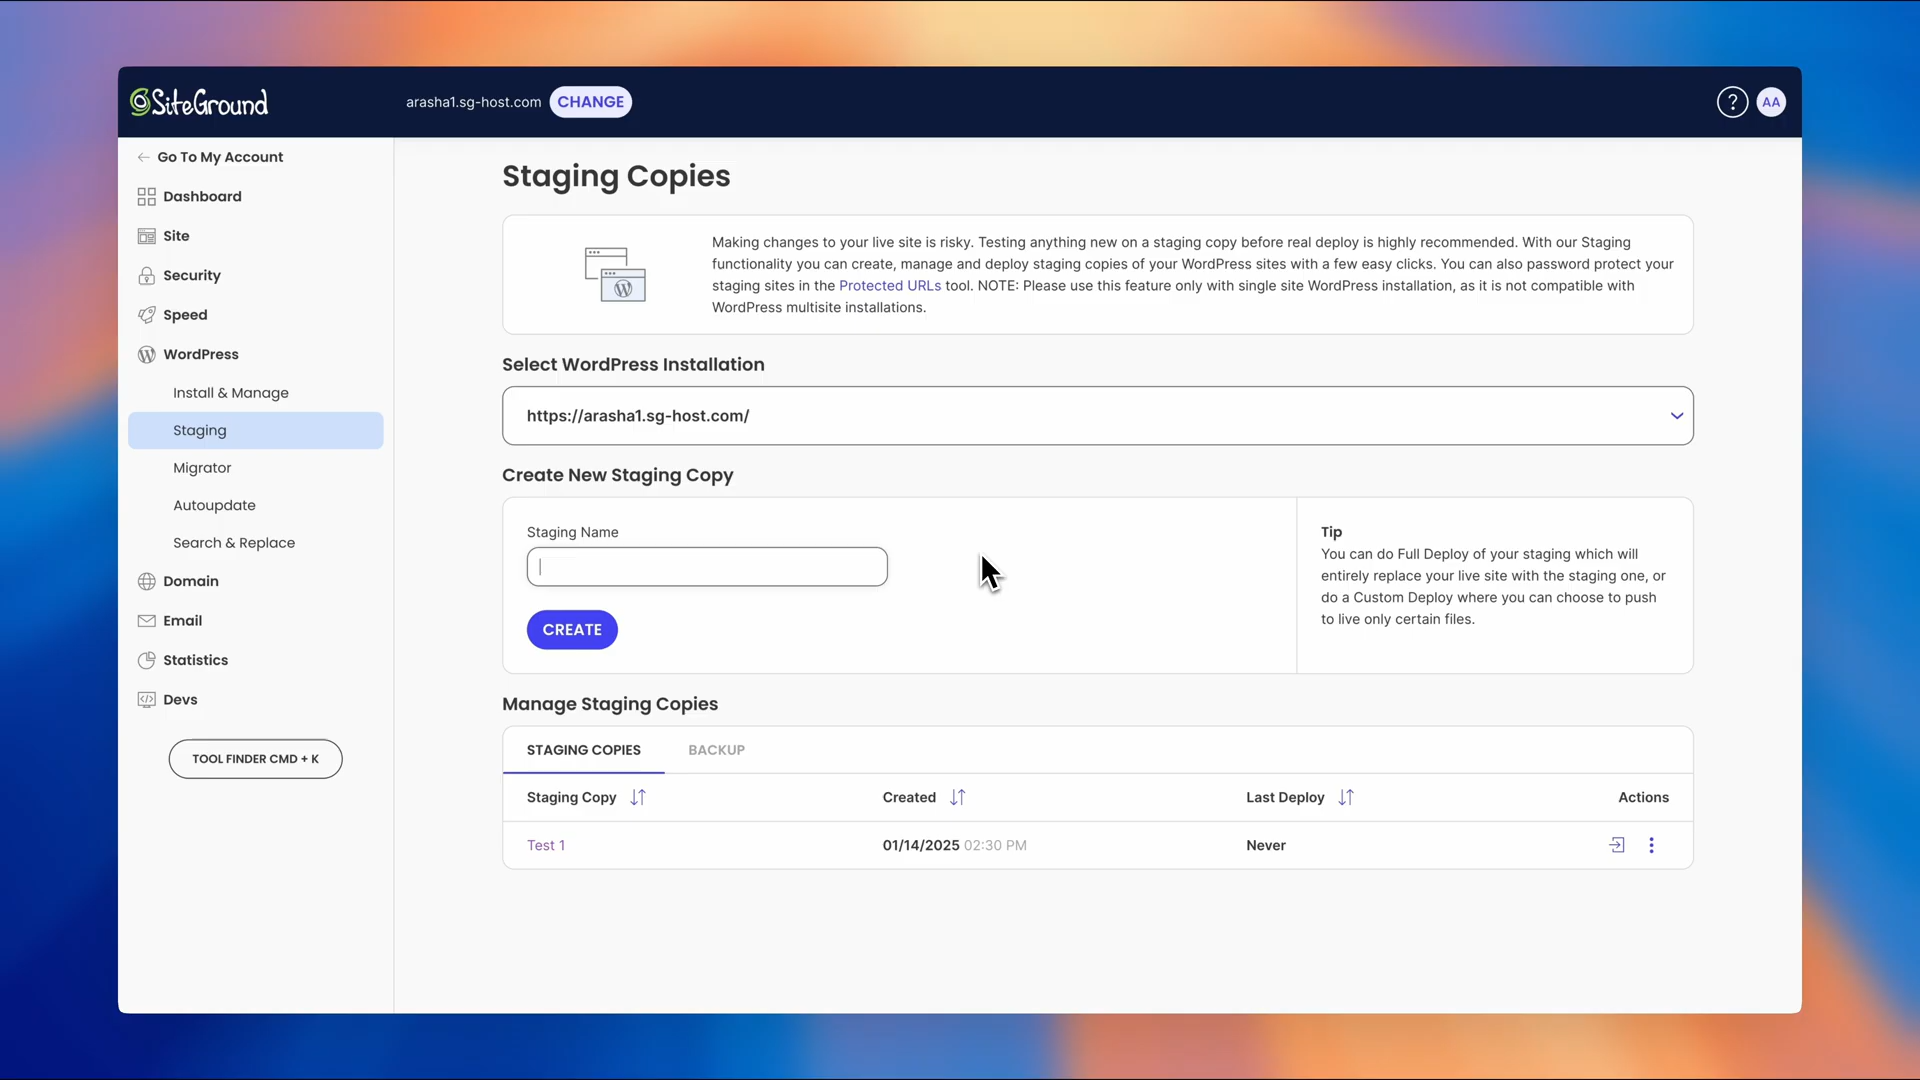 SiteGround
arasha1.sg-host.com CHANGE
? AA
Go To My Account
Dashboard
Site
Security
Speed
WordPress
Install & Manage
Staging
Migrator
Autoupdate
Search & Replace
Domain
Email
Statistics
Devs
TOOL FINDER CMD + K
Staging Copies
Making changes to your live site is risky. Testing anything new on a staging copy before real deploy is highly recommended. With our Staging
functionality you can create, manage and deploy staging copies of your WordPress sites with a few easy clicks. You can also password protect your
staging sites in the Protected URLs tool. NOTE: Please use this feature only with single site WordPress installation, as it is not compatible with
WordPress multisite installations.
Select WordPress Installation
https://arasha1.sg-host.com/
Create New Staging Copy
Staging Name
CREATE
Tip
You can do Full Deploy of your staging which will
entirely replace your live site with the staging one, or
do a Custom Deploy where you can choose to push
to live only certain files.
Manage Staging Copies
STAGING COPIES BACKUP
Staging Copy Created Last Deploy Actions
Test 1 01/14/2025 02:30 PM Never